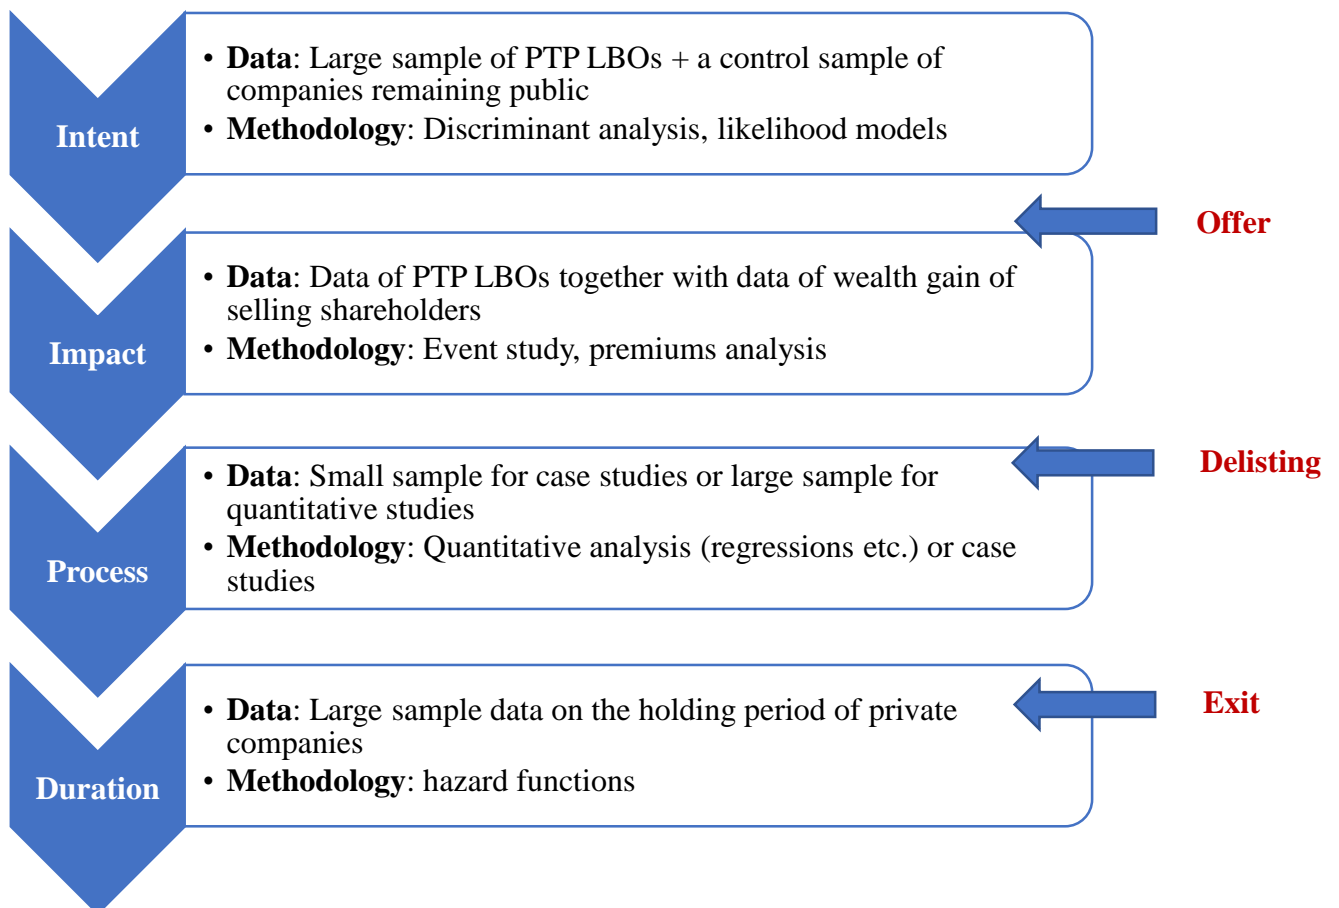 Intent
• Data: Large sample of PTP LBOs + a control sample of
companies remaining public
• Methodology: Discriminant analysis, likelihood models
Offer
Impact
• Data: Data of PTP LBOs together with data of wealth gain of
selling shareholders
• Methodology: Event study, premiums analysis
Delisting
Process
• Data: Small sample for case studies or large sample for
quantitative studies
• Methodology: Quantitative analysis (regressions etc.) or case
studies
Exit
Duration
• Data: Large sample data on the holding period of private
companies
• Methodology: hazard functions